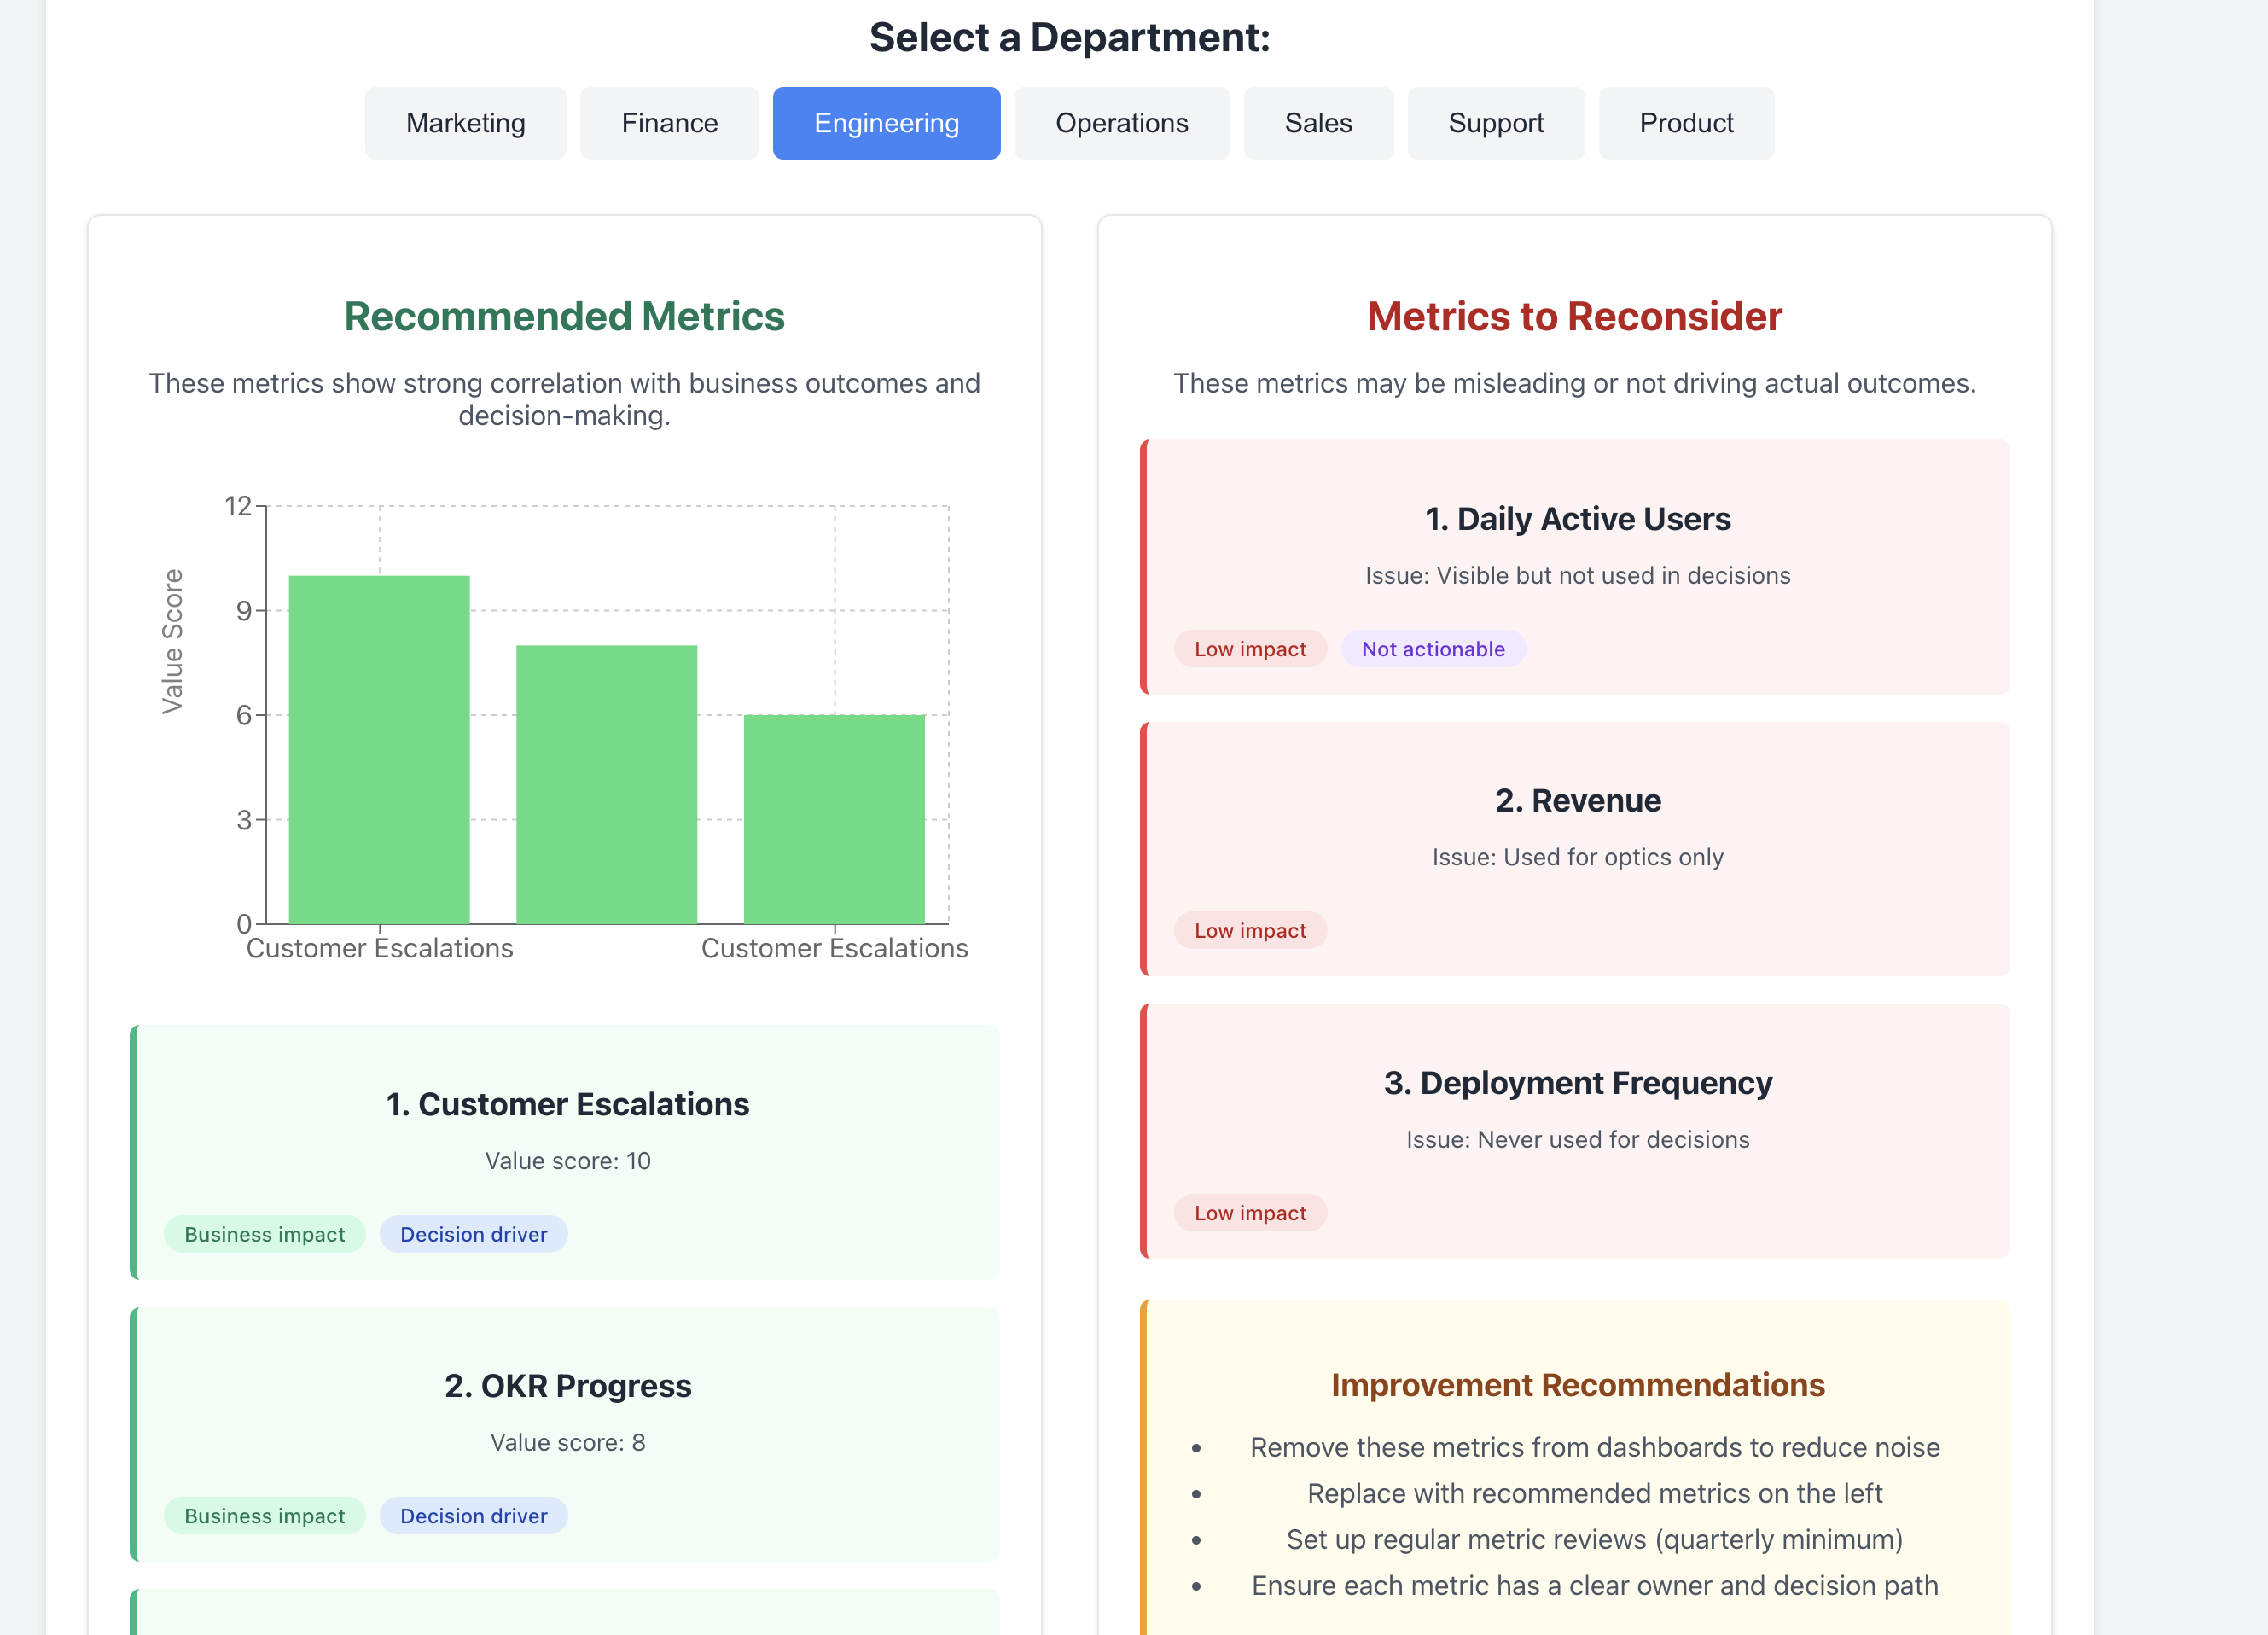 Select a Department:
Marketing
Finance
Engineering
Operations
Sales
Support
Product
Recommended Metrics
These metrics show strong correlation with business outcomes and
decision-making.
12
9
6
3
0
Value Score
Customer Escalations
Customer Escalations
1. Customer Escalations
Value score: 10
Business impact
Decision driver
2. OKR Progress
Value score: 8
Business impact
Decision driver
Metrics to Reconsider
These metrics may be misleading or not driving actual outcomes.
1. Daily Active Users
Issue: Visible but not used in decisions
Low impact
Not actionable
2. Revenue
Issue: Used for optics only
Low impact
3. Deployment Frequency
Issue: Never used for decisions
Low impact
Improvement Recommendations
• Remove these metrics from dashboards to reduce noise
• Replace with recommended metrics on the left
• Set up regular metric reviews (quarterly minimum)
• Ensure each metric has a clear owner and decision path